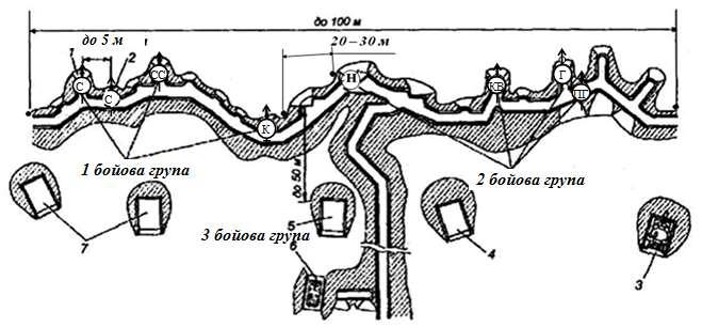 до 100 м
до 5 м
20–30 м
1
2
С
С
СС
К
Н
КВ
Г
ПГ
1 бойова група
2 бойова група
до 50 м
3 бойова група
5
6
7
4
3